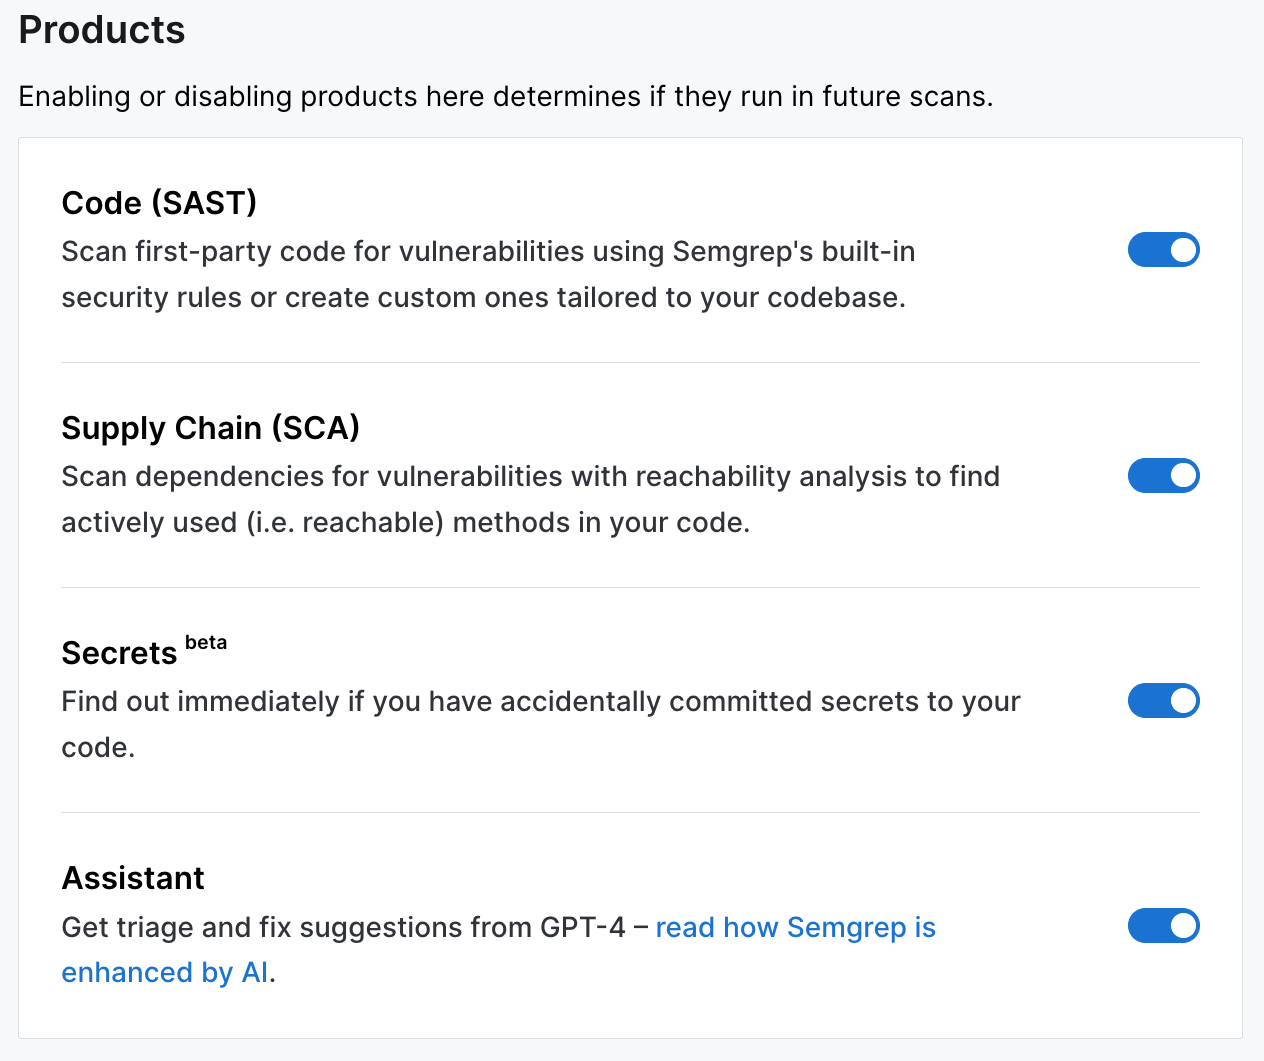 Products
Enabling or disabling products here determines if they run in future scans.
Code (SAST)
Scan first-party code for vulnerabilities using Semgrep's built-in
security rules or create custom ones tailored to your codebase.
Supply Chain (SCA)
Scan dependencies for vulnerabilities with reachability analysis to find
actively used (i.e. reachable) methods in your code.
Secrets beta
Find out immediately if you have accidentally committed secrets to your
code.
Assistant
Get triage and fix suggestions from GPT-4 – read how Semgrep is
enhanced by AI.